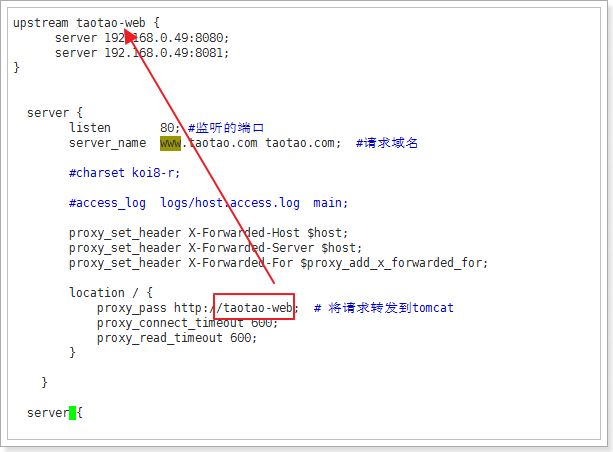 upstream taotao-web {
server 192.168.0.49:8080;
server 192.168.0.49:8081;
}
server {
listen 80; #监听的端口
server_name www.taotao.com taotao.com; #请求域名
#charset koi8-r;
#access_log logs/host.access.log main;
proxy_set_header X-Forwarded-Host $host;
proxy_set_header X-Forwarded-Server $host;
proxy_set_header X-Forwarded-For $proxy_add_x_forwarded_for;
location / {
proxy_pass http://taotao-web; # 将请求转发到tomcat
proxy_connect_timeout 600;
proxy_read_timeout 600;
}
}
server {